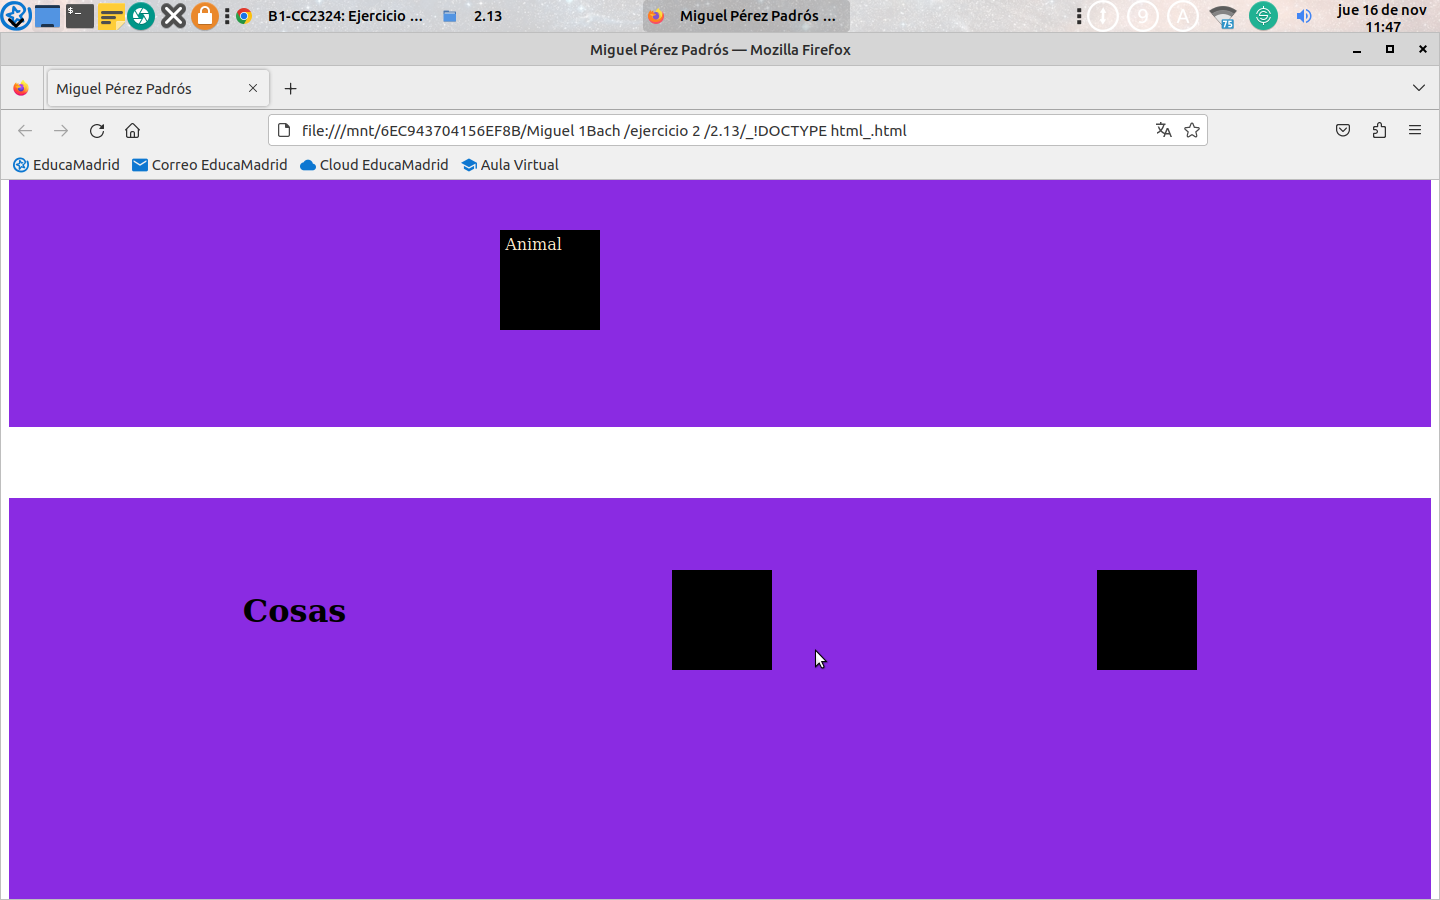 B1-CC2324: Ejercicio ...
2.13
Miguel Pérez Padrós ...
9
A
75
jue 16 de nov
11:47
Miguel Pérez Padrós — Mozilla Firefox
Miguel Pérez Padrós
file:///mnt/6EC943704156EF8B/Miguel 1Bach /ejercicio 2 /2.13/_!DOCTYPE html_.html
EducaMadrid
Correo EducaMadrid
Cloud EducaMadrid
Aula Virtual
Animal
Cosas